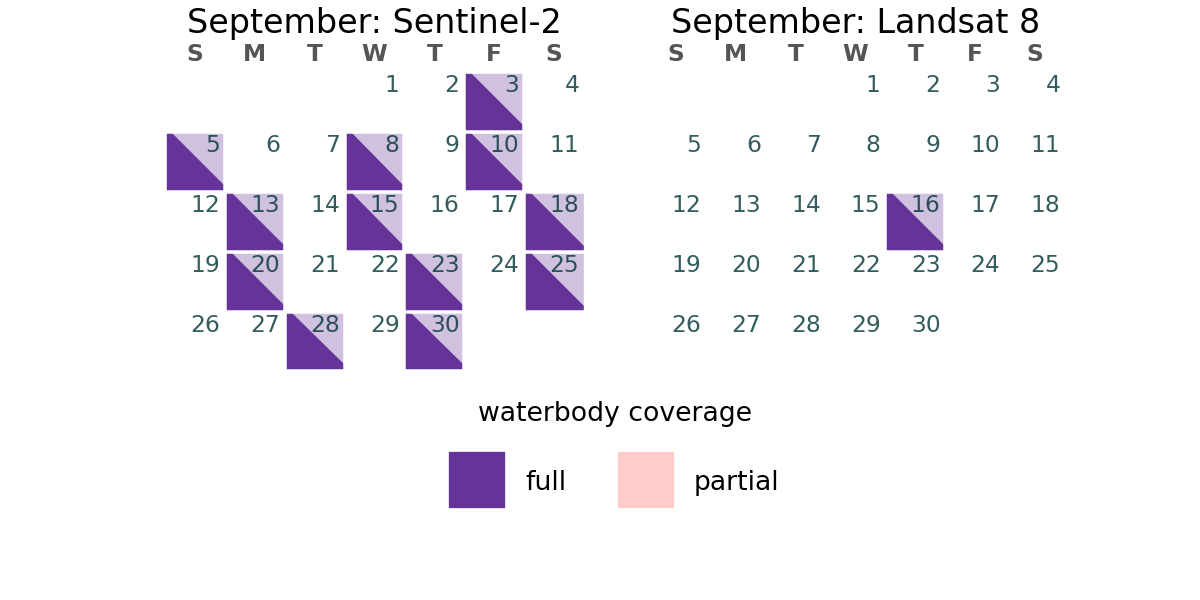 September: Sentinel-2
S M T W T F S
1 2 3 4
5 6 7 8 9 10 11
12 13 14 15 16 17 18
19 20 21 22 23 24 25
26 27 28 29 30
September: Landsat 8
S M T W T F S
1 2 3 4
5 6 7 8 9 10 11
12 13 14 15 16 17 18
19 20 21 22 23 24 25
26 27 28 29 30
waterbody coverage
full
partial